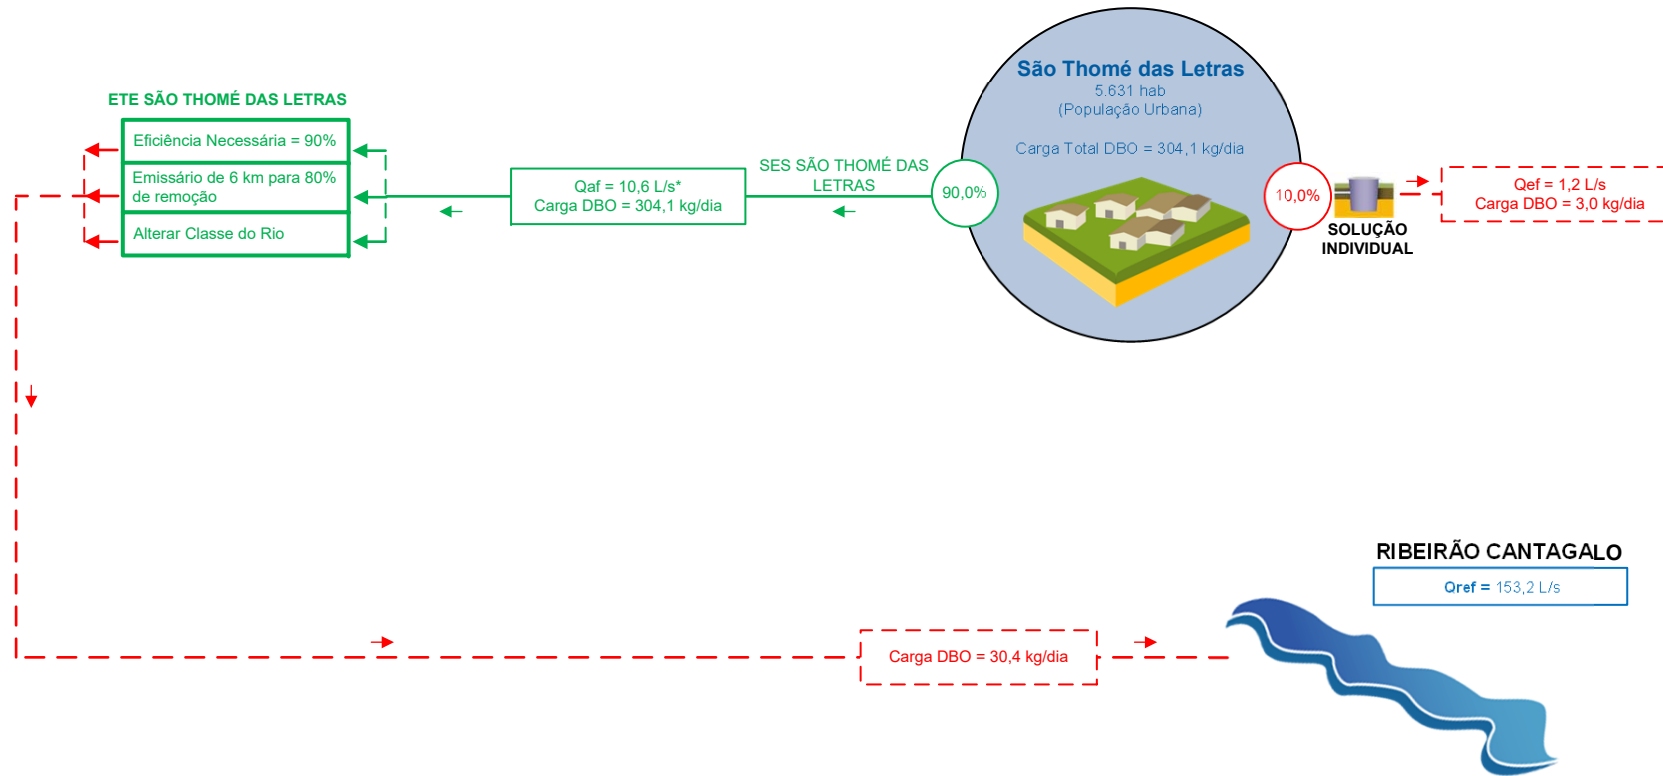 São Thomé das Letras
5.631 hab
(População Urbana)
Carga Total DBO = 304,1 kg/dia
ETE SÃO THOMÉ DAS LETRAS
Eficiência Necessária = 90%
Emissário de 6 km para 80%
de remoção
Alterar Classe do Rio
Qaf = 10,6 L/s*
Carga DBO = 304,1 kg/dia
SES SÃO THOMÉ DAS
LETRAS
90,0%
10,0%
SOLUÇÃO
INDIVIDUAL
Qef = 1,2 L/s
Carga DBO = 3,0 kg/dia
RIBEIRÃO CANTAGALO
Qref = 153,2 L/s
Carga DBO = 30,4 kg/dia